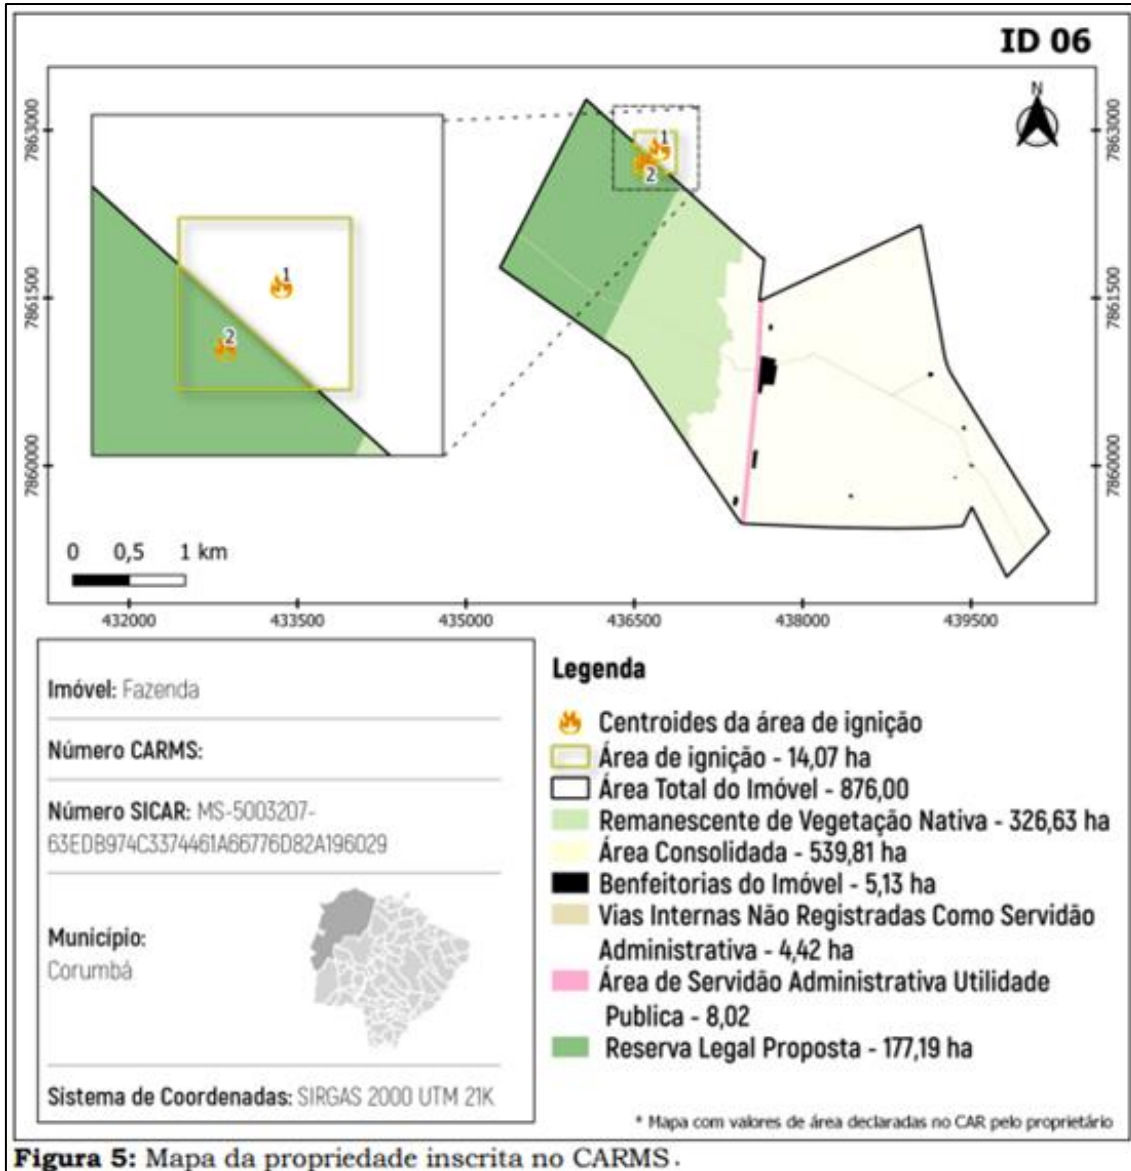 ID 06
N
7863000
7861500
7860000
7863000
7861500
7860000
1
2
1
2
0 0,5 1 km
432000 433500 435000 436500 438000 439500
Imóvel: Fazenda
Número CARMS:
Número SICAR: MS-5003207-
63EDB974C3374461A66776D82A196029
Município:
Corumbá
Sistema de Coordenadas: SIRGAS 2000 UTM 21K
Legenda
Centroides da área de ignição
Área de ignição - 14,07 ha
Área Total do Imóvel - 876,00
Remanescente de Vegetação Nativa - 326,63 ha
Área Consolidada - 539,81 ha
Benfeitorias do Imóvel - 5,13 ha
Vias Internas Não Registradas Como Servidão
Administrativa - 4,42 ha
Área de Servidão Administrativa Utilidade
Publica - 8,02
Reserva Legal Proposta - 177,19 ha
* Mapa com valores de área declaradas no CAR pelo proprietário
Figura 5: Mapa da propriedade inscrita no CARMS.